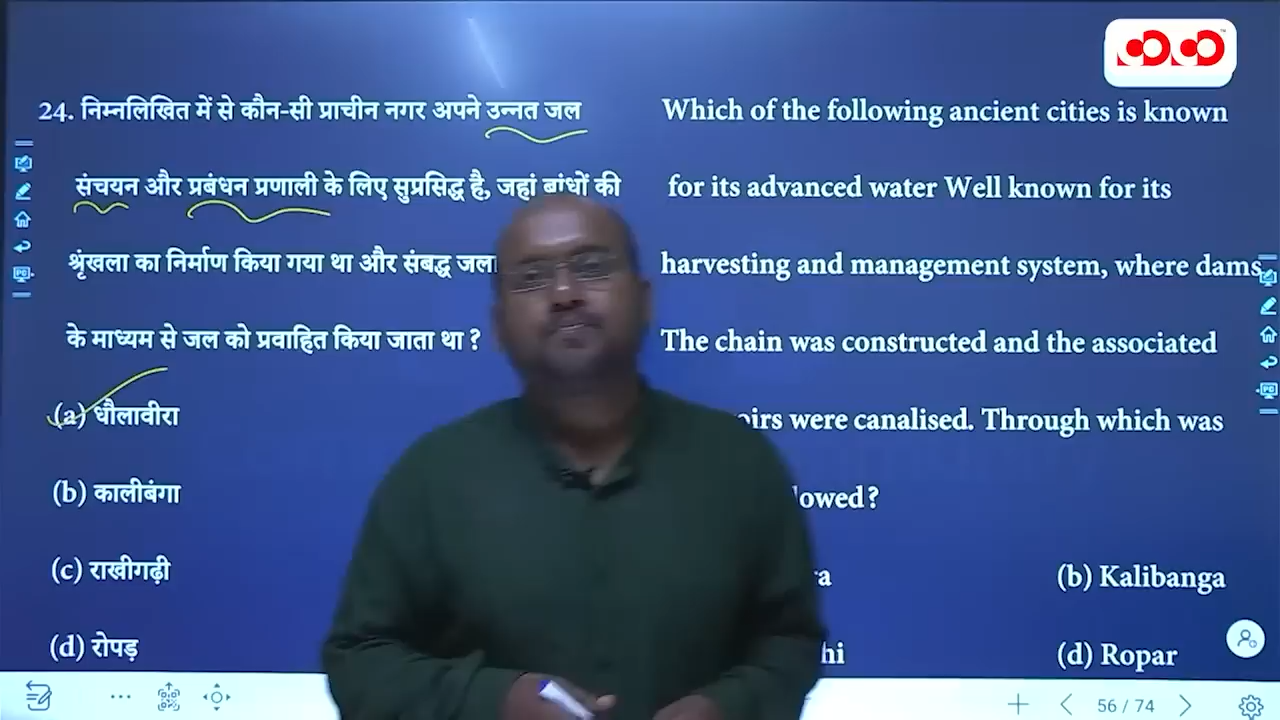 24. निम्नलिखित में से कौन-सी प्राचीन नगर अपने उन्नत जल
संचयन और प्रबंधन प्रणाली के लिए सुप्रसिद्ध है, जहां बांधों की
श्रृंखला का निर्माण किया गया था और संबद्ध
के माध्यम से जल को प्रवाहित किया जाता था ?
(a) धौलावीरा
(b) कालीबंगा
(c) राखीगढ़ी
(d) रोपड़
Which of the following ancient cities is known
for its advanced water Well known for its
harvesting and management system, where dams
The chain was constructed and the associated
were canalised. Through which was
(b) Kalibanga
(d) Ropar
56 / 74